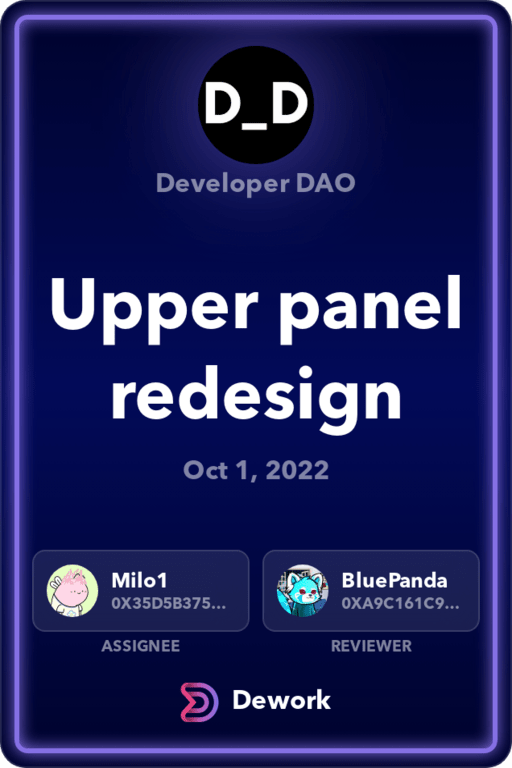 D_D
Developer DAO
Upper panel
redesign
Oct 1, 2022
Milo1
0X35D5B375...
BluePanda
0XA9C161C9...
ASSIGNEE
REVIEWER
Dework